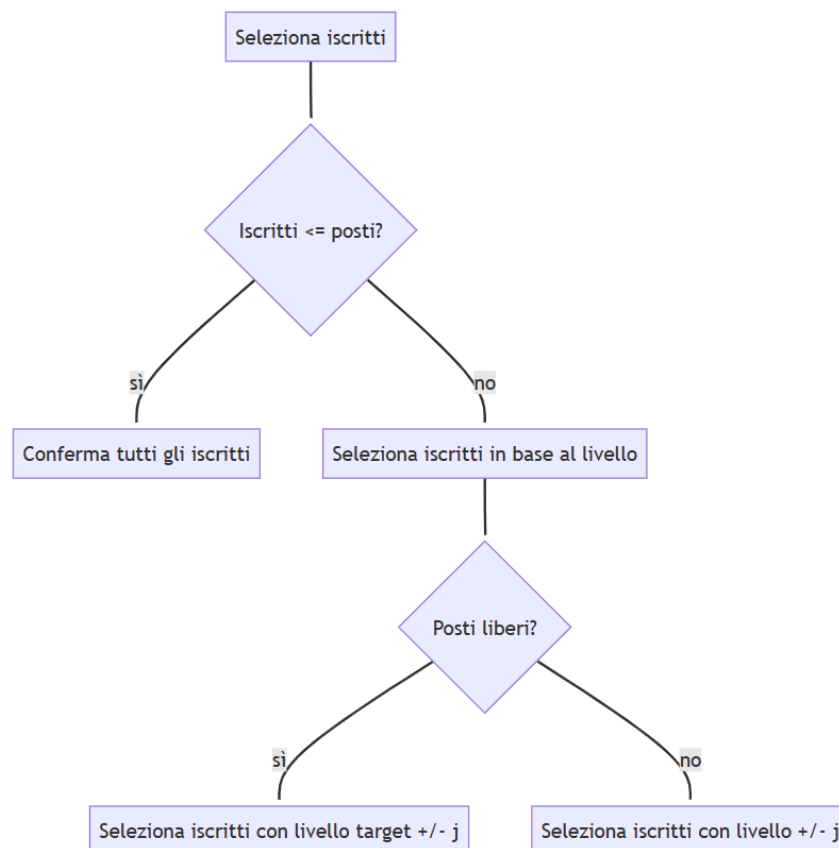 Seleziona iscritti
Iscritti <= posti?
sì
no
Conferma tutti gli iscritti
Seleziona iscritti in base al livello
Posti liberi?
sì
no
Seleziona iscritti con livello target +/- j
Seleziona iscritti con livello +/- j